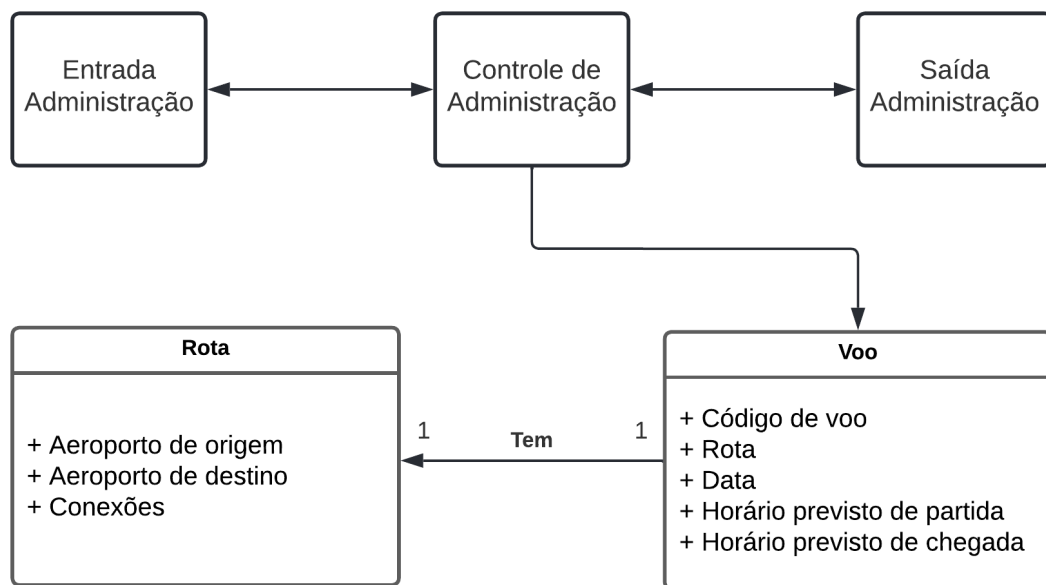 Entrada
Administração
Controle de
Administração
Saída
Administração
Rota
+ Aeroporto de origem
+ Aeroporto de destino
+ Conexões
1
Tem
1
Voo
+ Código de voo
+ Rota
+ Data
+ Horário previsto de partida
+ Horário previsto de chegada